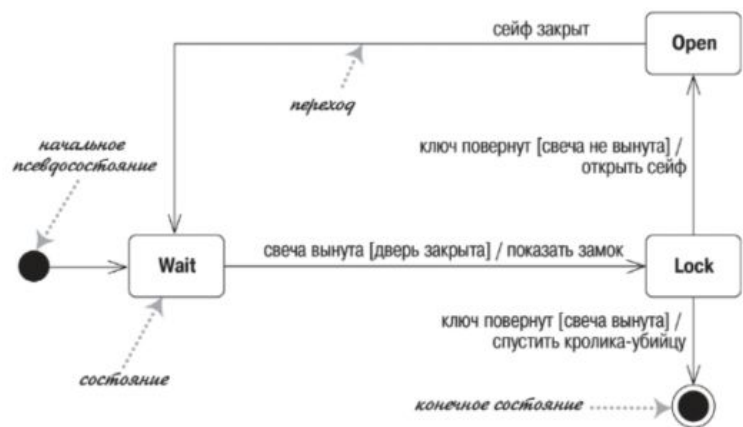 сейф закрыт
Open
переход
начальное
псевдосостояние
ключ повернут [свеча не вынута] /
открыть сейф
Wait
свеча вынута [дверь закрыта] / показать замок
Lock
ключ повернут [свеча вынута] /
спустить кролика-убийцу
состояние
конечное состояние